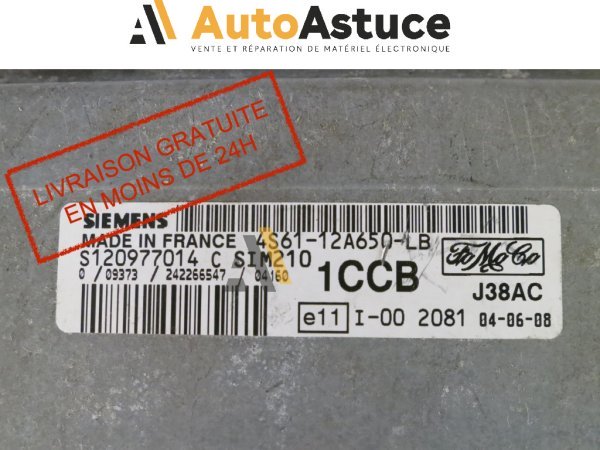 AutoAstuce
VENTE ET RÉPARATION DE MATÉRIEL ÉLECTRONIQUE
LIVRAISON GRATUITE
EN MOINS DE 24H
SIEMENS
MADE IN FRANCE 4S61-12A650-LB
S120977014 C SIM210
0 / 09373 / 242266547 / 04160
1CCB
FoMoCo
J38AC
e11 I-00 2081 04-06-08